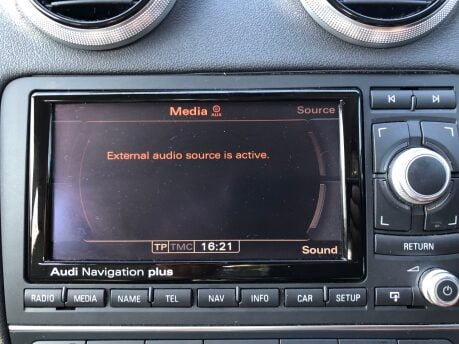 Media AUX Source
External audio source is active.
TP TMC 16:21 Sound
Audi Navigation plus
RADIO MEDIA NAME TEL NAV INFO CAR SETUP
RETURN